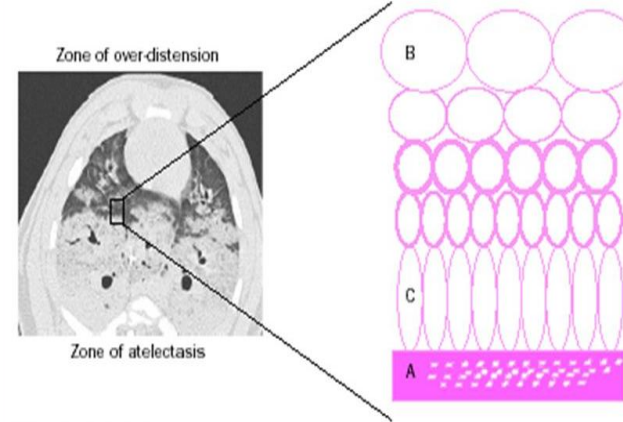 Zone of over-distension
B
C
Zone of atelectasis
A